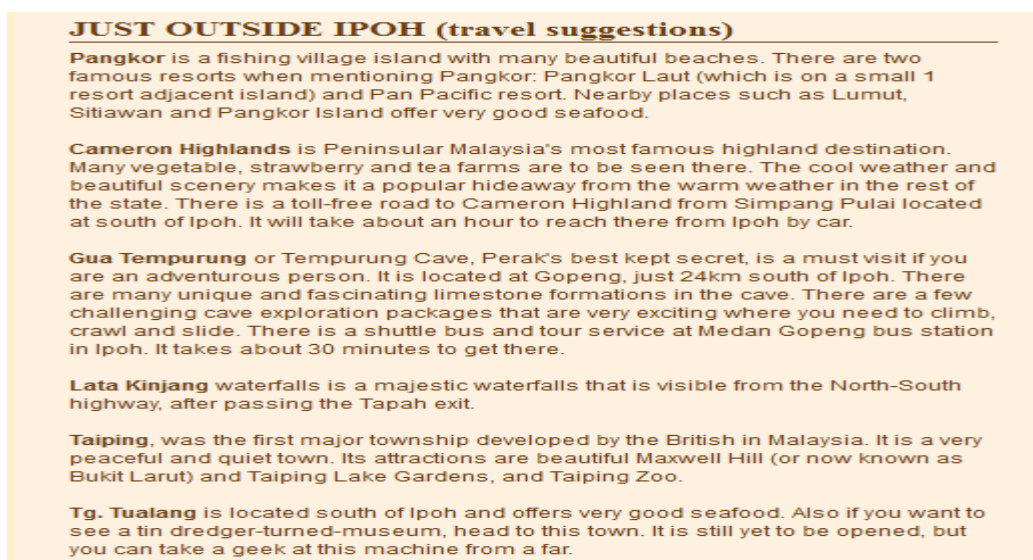 JUST OUTSIDE IPOH (travel suggestions)
Pangkor is a fishing village island with many beautiful beaches. There are two
famous resorts when mentioning Pangkor: Pangkor Laut (which is on a small 1
resort adjacent island) and Pan Pacific resort. Nearby places such as Lumut,
Sitiawan and Pangkor Island offer very good seafood.
Cameron Highlands is Peninsular Malaysia's most famous highland destination.
Many vegetable, strawberry and tea farms are to be seen there. The cool weather and
beautiful scenery makes it a popular hideaway from the warm weather in the rest of
the state. There is a toll-free road to Cameron Highland from Simpang Pulai located
at south of Ipoh. It will take about an hour to reach there from Ipoh by car.
Gua Tempurung or Tempurung Cave, Perak's best kept secret, is a must visit if you
are an adventurous person. It is located at Gopeng, just 24km south of Ipoh. There
are many unique and fascinating limestone formations in the cave. There are a few
challenging cave exploration packages that are very exciting where you need to climb,
crawl and slide. There is a shuttle bus and tour service at Medan Gopeng bus station
in Ipoh. It takes about 30 minutes to get there.
Lata Kinjang waterfalls is a majestic waterfalls that is visible from the North-South
highway, after passing the Tapah exit.
Taiping, was the first major township developed by the British in Malaysia. It is a very
peaceful and quiet town. Its attractions are beautiful Maxwell Hill (or now known as
Bukit Larut) and Taiping Lake Gardens, and Taiping Zoo.
Tg. Tualang is located south of Ipoh and offers very good seafood. Also if you want to
see a tin dredger-turned-museum, head to this town. It is still yet to be opened, but
you can take a geek at this machine from a far.